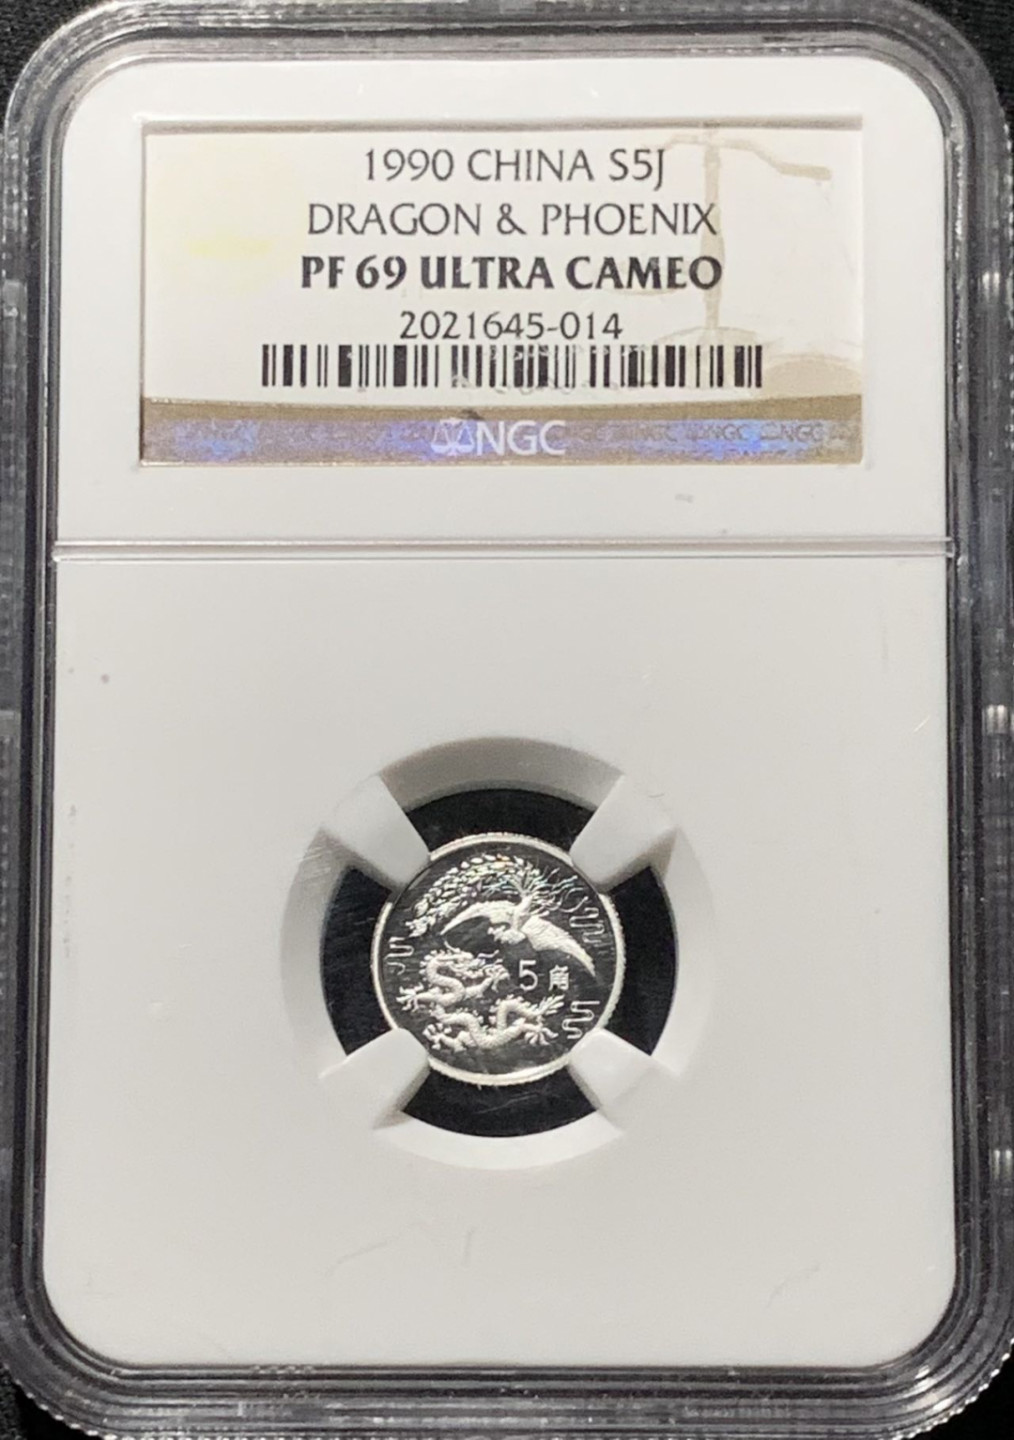 1990 CHINA S5J
DRAGON & PHOENIX
PF 69 ULTRA CAMEO
2021645-014
NGC
5 角